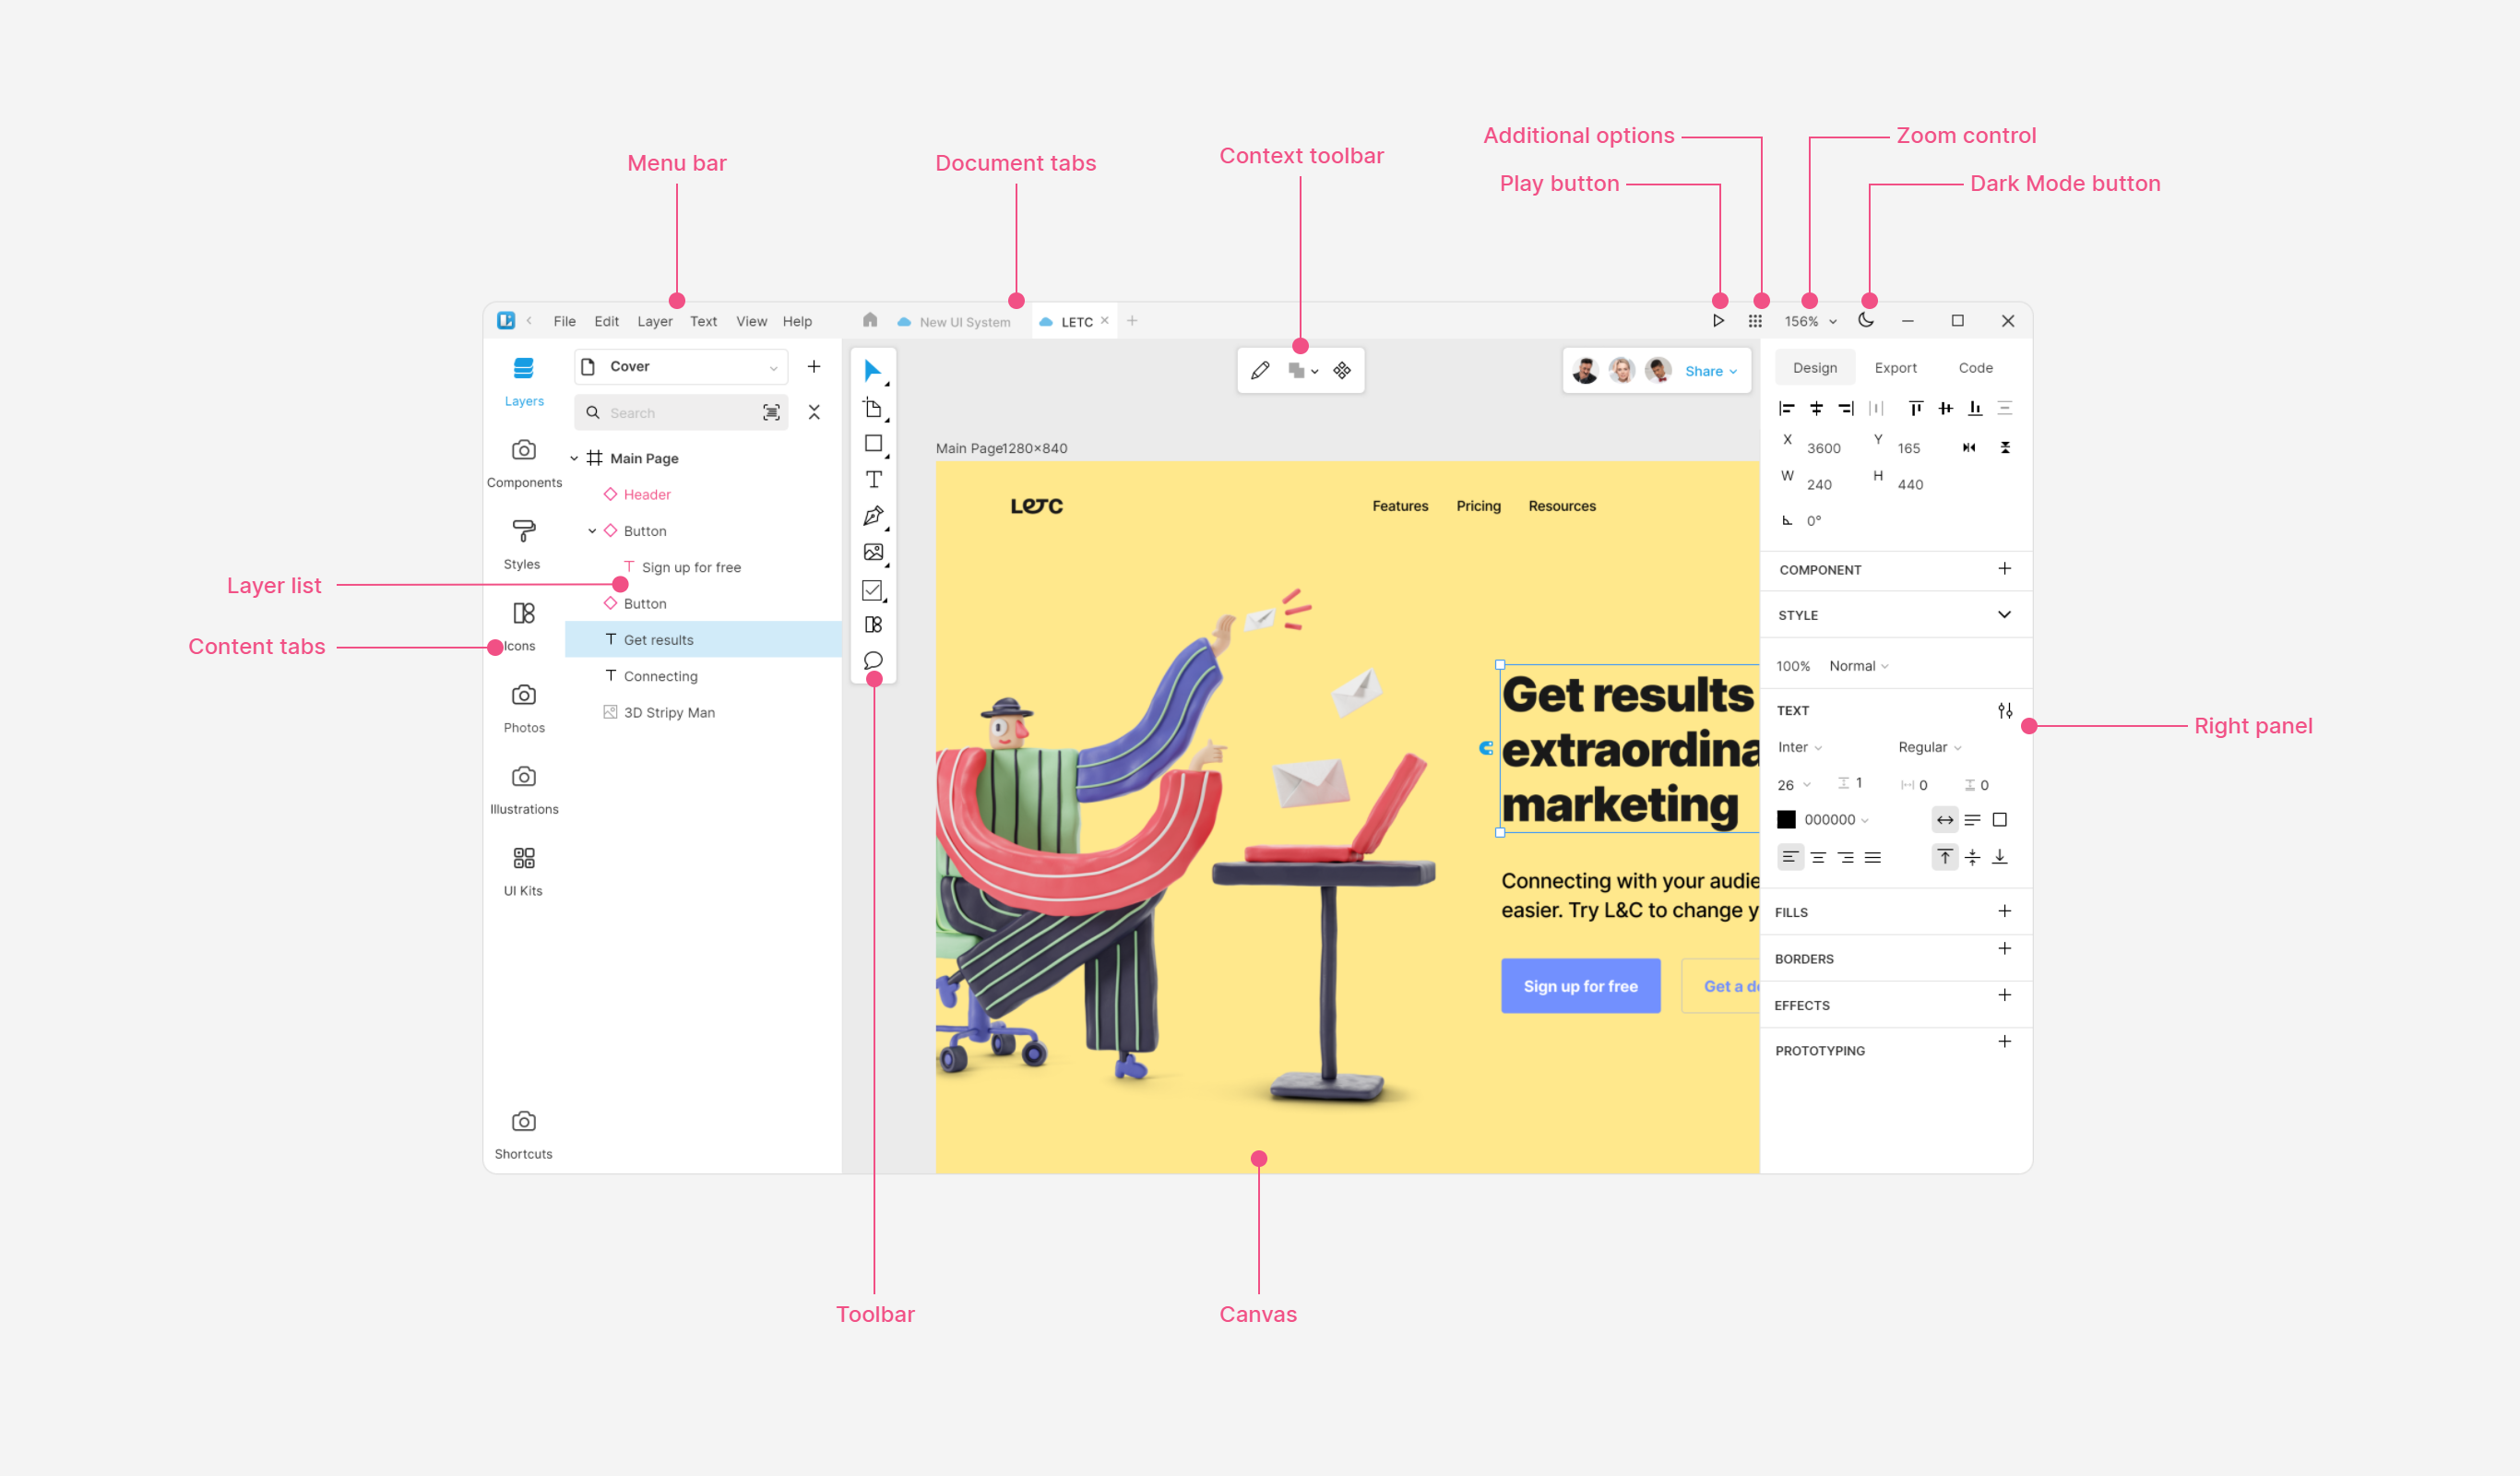 Additional options
Zoom control
Menu bar
Document tabs
Context toolbar
Play button
Dark Mode button
File Edit Layer Text View Help
New UI System
LETC
156%
Layers
Components
Styles
Icons
Photos
Illustrations
UI Kits
Shortcuts
Layer list
Content tabs
Cover
Search
Main Page
Header
Button
Sign up for free
Button
Get results
Connecting
3D Stripy Man
Share
Main Page1280×840
LETC
Features Pricing Resources
Get results
extraordina
marketing
Connecting with your audie
easier. Try L&C to change y
Sign up for free
Get a de
Design Export Code
X 3600 Y 165
W 240 H 440
0°
COMPONENT
STYLE
100% Normal
TEXT
Inter Regular
26 1 0 0
000000
FILLS
BORDERS
EFFECTS
PROTOTYPING
Right panel
Toolbar
Canvas